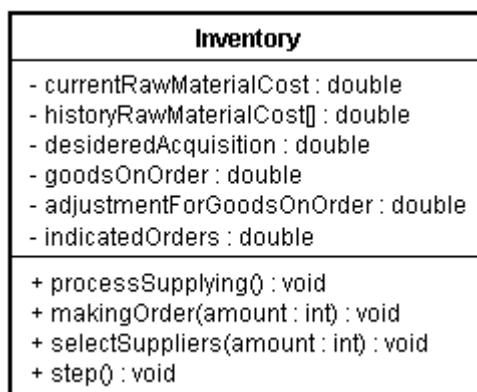 Inventory
- currentRawMaterialCost : double
- historyRawMaterialCost[] : double
- desideredAcquisition : double
- goodsOnOrder : double
- adjustmentForGoodsOnOrder : double
- indicatedOrders : double
+ processSupplying() : void
+ makingOrder(amount : int) : void
+ selectSuppliers(amount : int) : void
+ step() : void